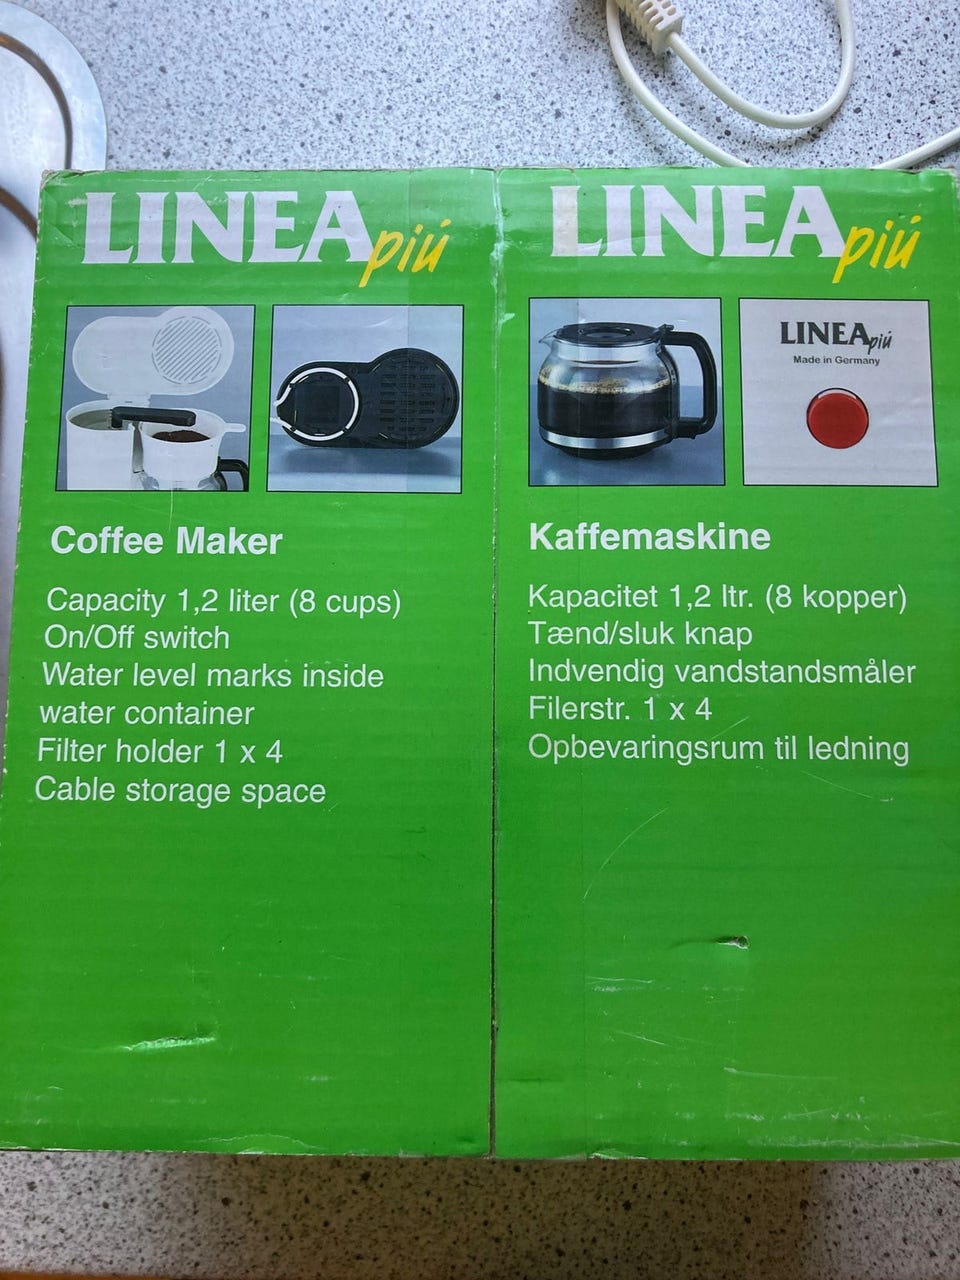 LINEA più
Coffee Maker
Capacity 1,2 liter (8 cups)
On/Off switch
Water level marks inside
water container
Filter holder 1 x 4
Cable storage space
LINEA piú
LINEA piú
Made in Germany
Kaffemaskine
Kapacitet 1,2 ltr. (8 kopper)
Tænd/sluk knap
Indvendig vandstandsmåler
Filerstr. 1 x 4
Opbevaringsrum til ledning